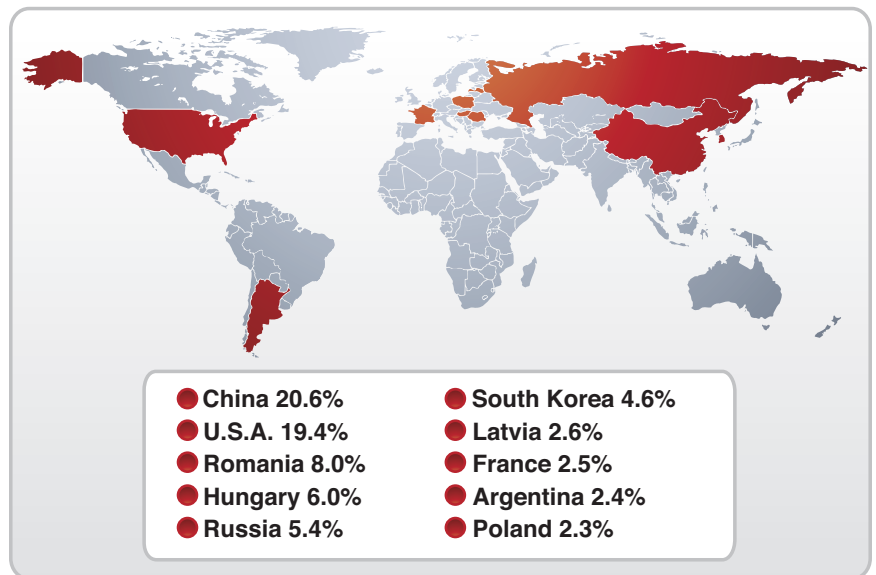 China 20.6%
U.S.A. 19.4%
Romania 8.0%
Hungary 6.0%
Russia 5.4%
South Korea 4.6%
Latvia 2.6%
France 2.5%
Argentina 2.4%
Poland 2.3%